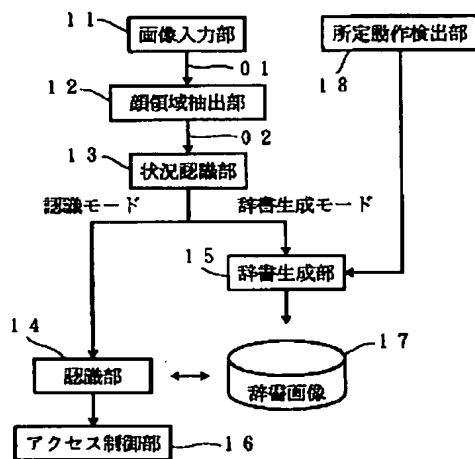 11
画像入力部
所定動作検出部
18
01
12
顔領域抽出部
02
13
状況認識部
認識モード
辞書生成モード
15
辞書生成部
14
17
認識部
辞書画像
アクセス制御部
16